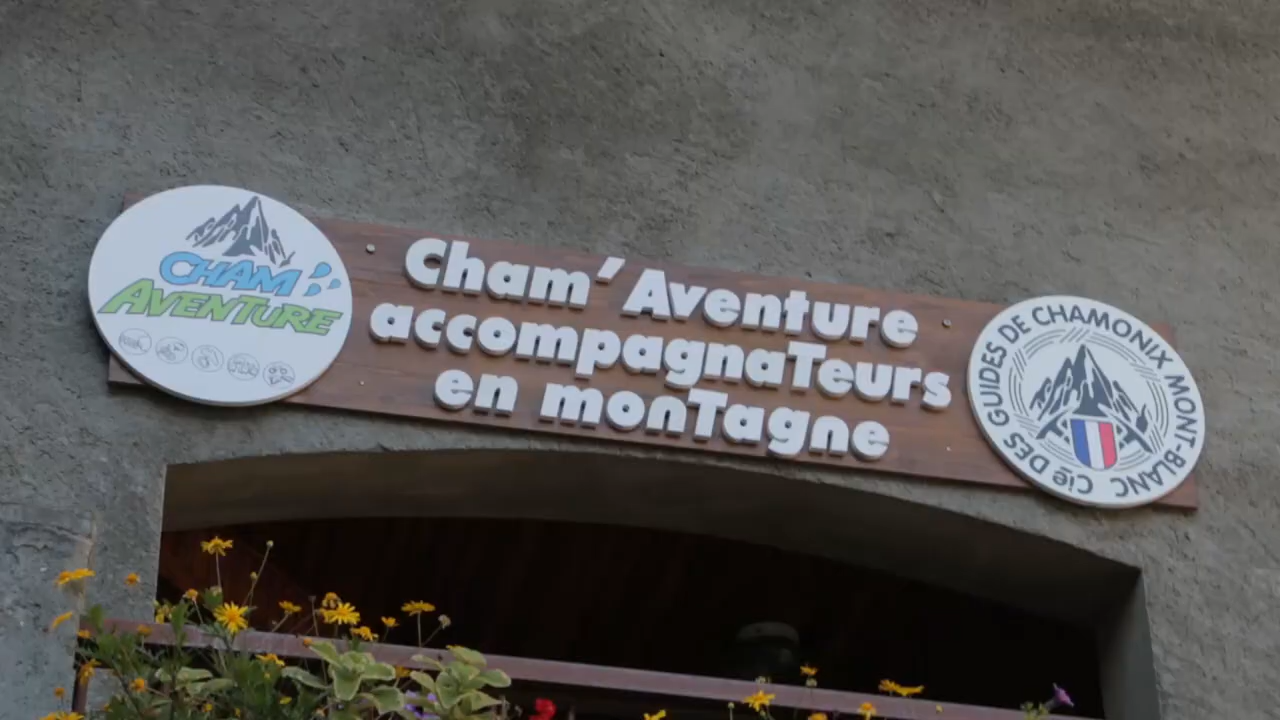 CHAM'
AVENTURE
Cham'Aventure
accompagnaTeurs
en monTagne
Cie DES GUIDES DE CHAMONIX MONT-BLANC